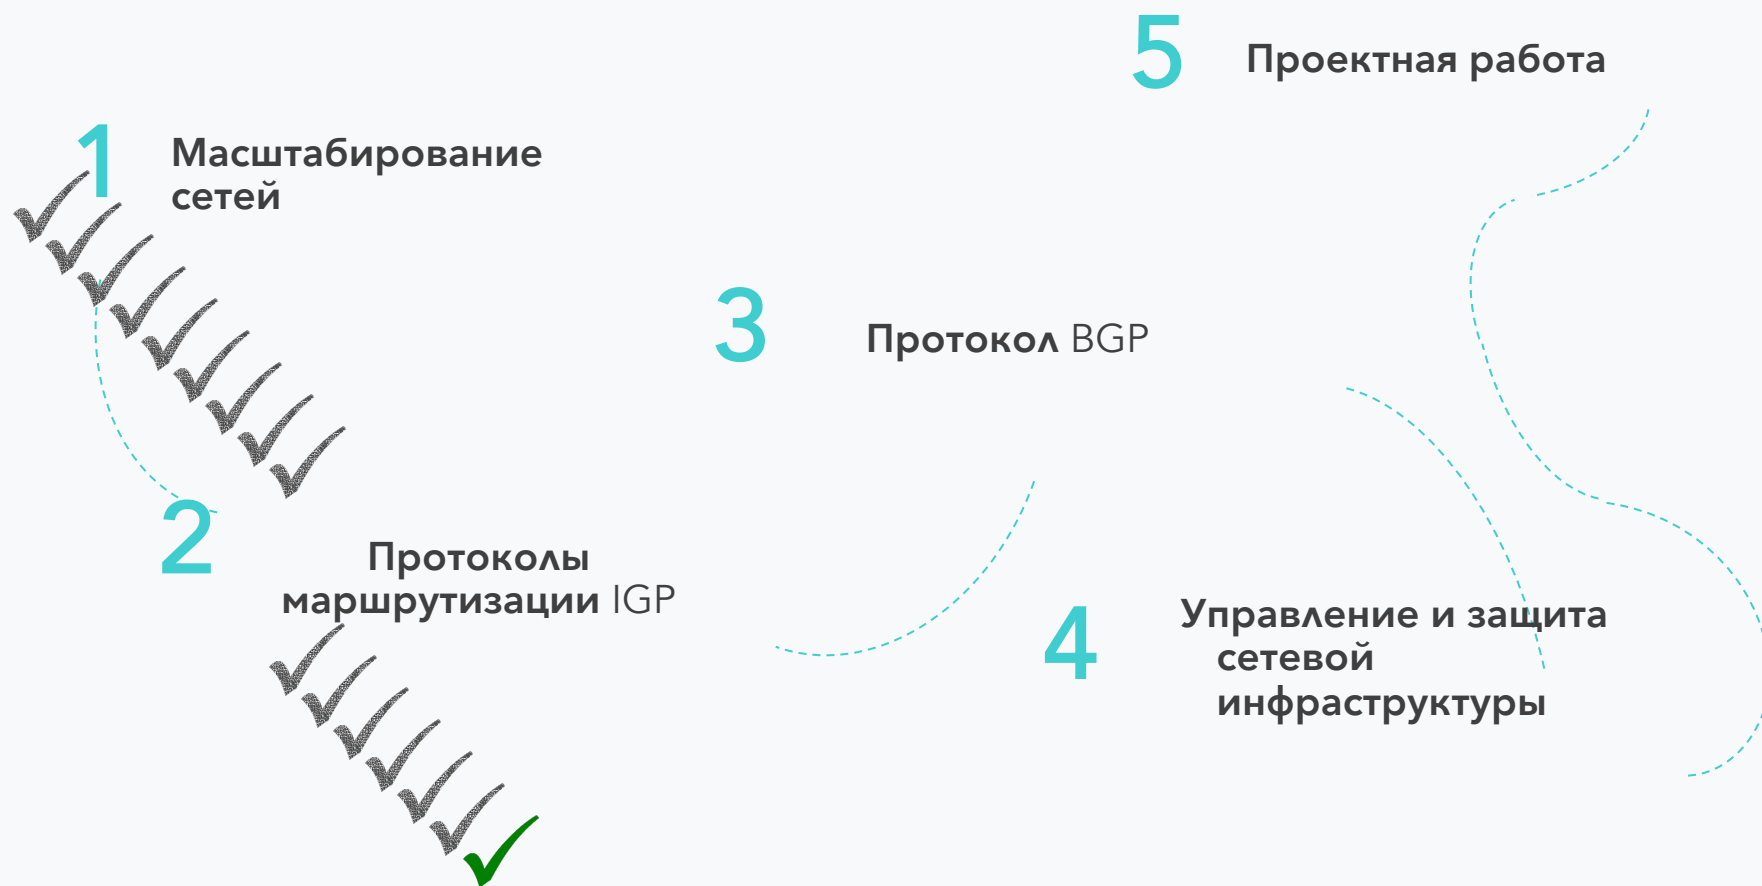 1
Масштабирование
сетей
2
Протоколы
маршрутизации IGP
3
Протокол BGP
4
Управление и защита
сетевой
инфраструктуры
5
Проектная работа